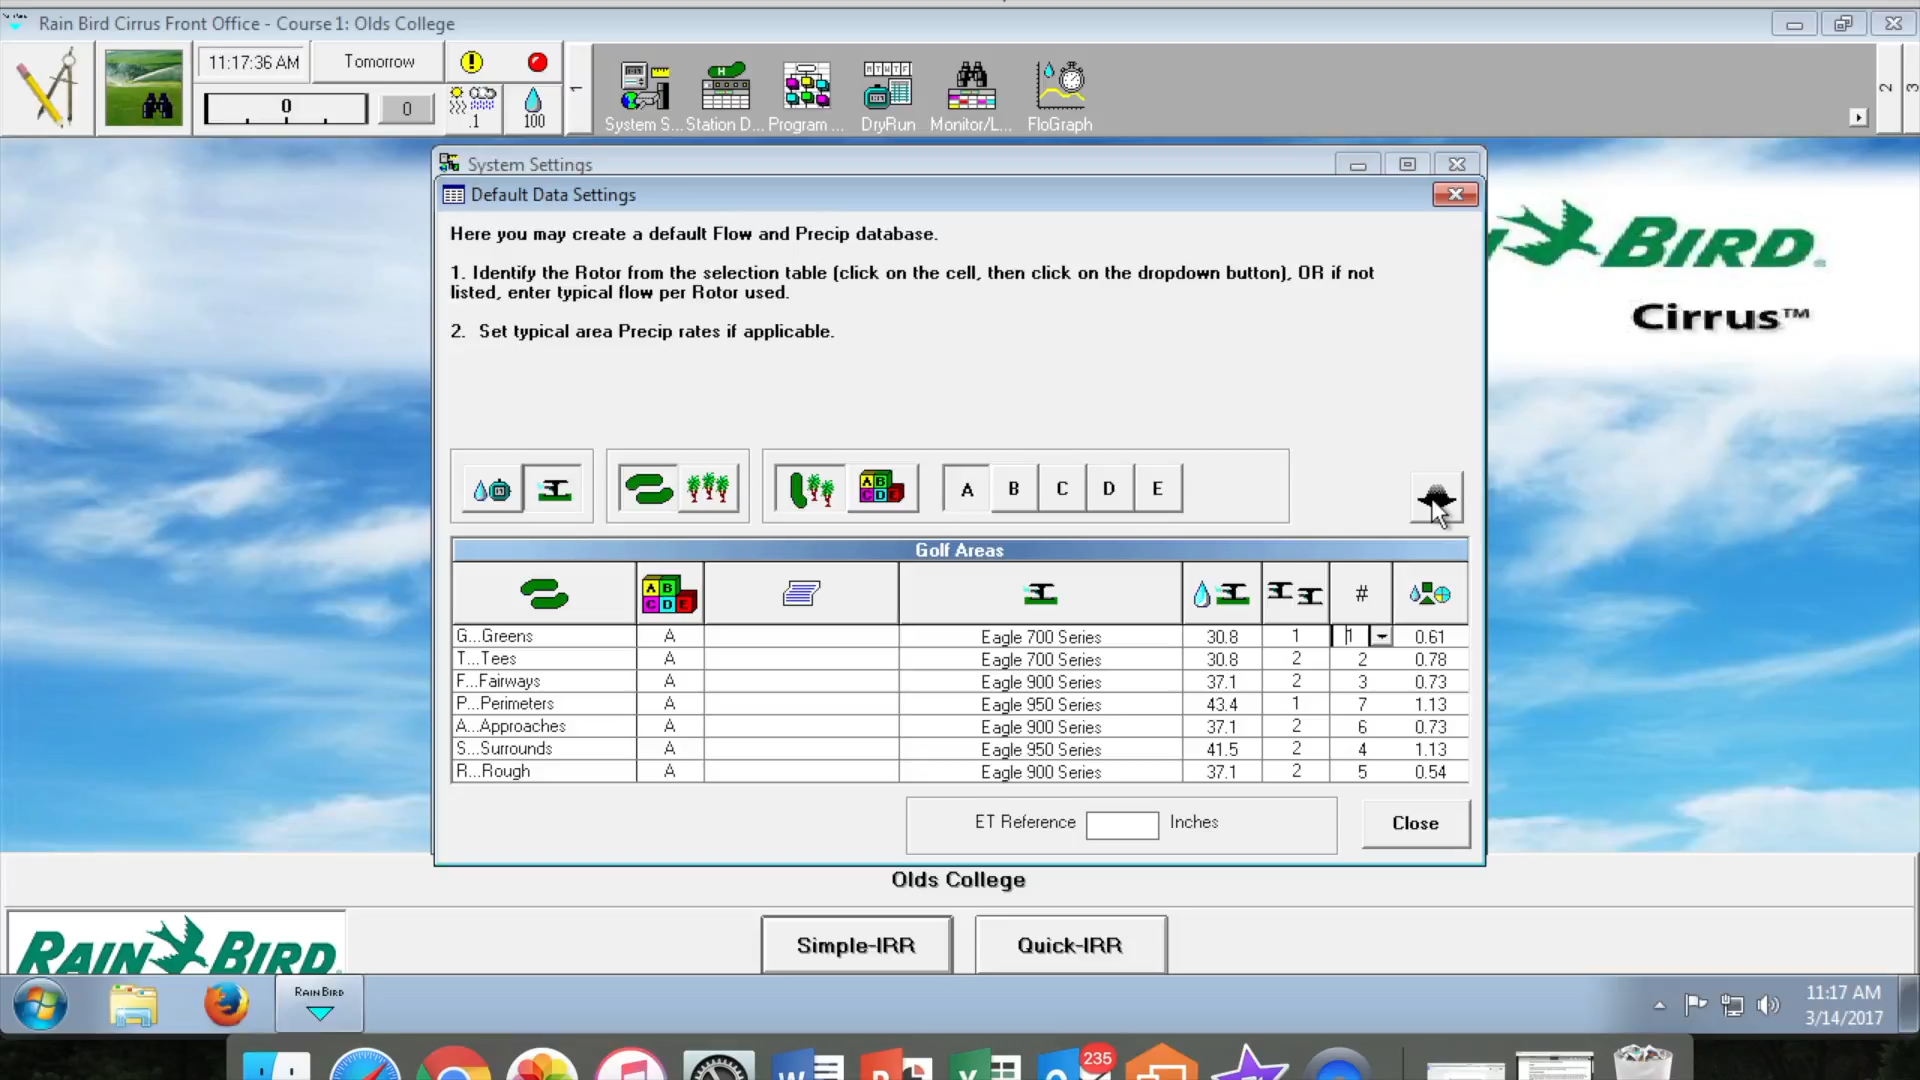 Rain Bird Cirrus Front Office - Course 1: Olds College
11:17:36 AM
Tomorrow
0
0
.1
100
1
System S...
Station D...
Program ...
DryRun
Monitor/L...
FloGraph
2
3
System Settings
Default Data Settings
Here you may create a default Flow and Precip database.
1. Identify the Rotor from the selection table (click on the cell, then click on the dropdown button), OR if not
listed, enter typical flow per Rotor used.
2. Set typical area Precip rates if applicable.
BIRD
Cirrus™
A B C D E
Golf Areas
#
G...Greens A Eagle 700 Series 30.8 1 1 0.61
T...Tees A Eagle 700 Series 30.8 2 2 0.78
F...Fairways A Eagle 900 Series 37.1 2 3 0.73
P...Perimeters A Eagle 950 Series 43.4 1 7 1.13
A...Approaches A Eagle 900 Series 37.1 2 6 0.73
S...Surrounds A Eagle 950 Series 41.5 2 4 1.13
R...Rough A Eagle 900 Series 37.1 2 5 0.54
ET Reference
Inches
Close
Olds College
RAIN BIRD
Simple-IRR
Quick-IRR
RAIN BIRD
11:17 AM
3/14/2017
235